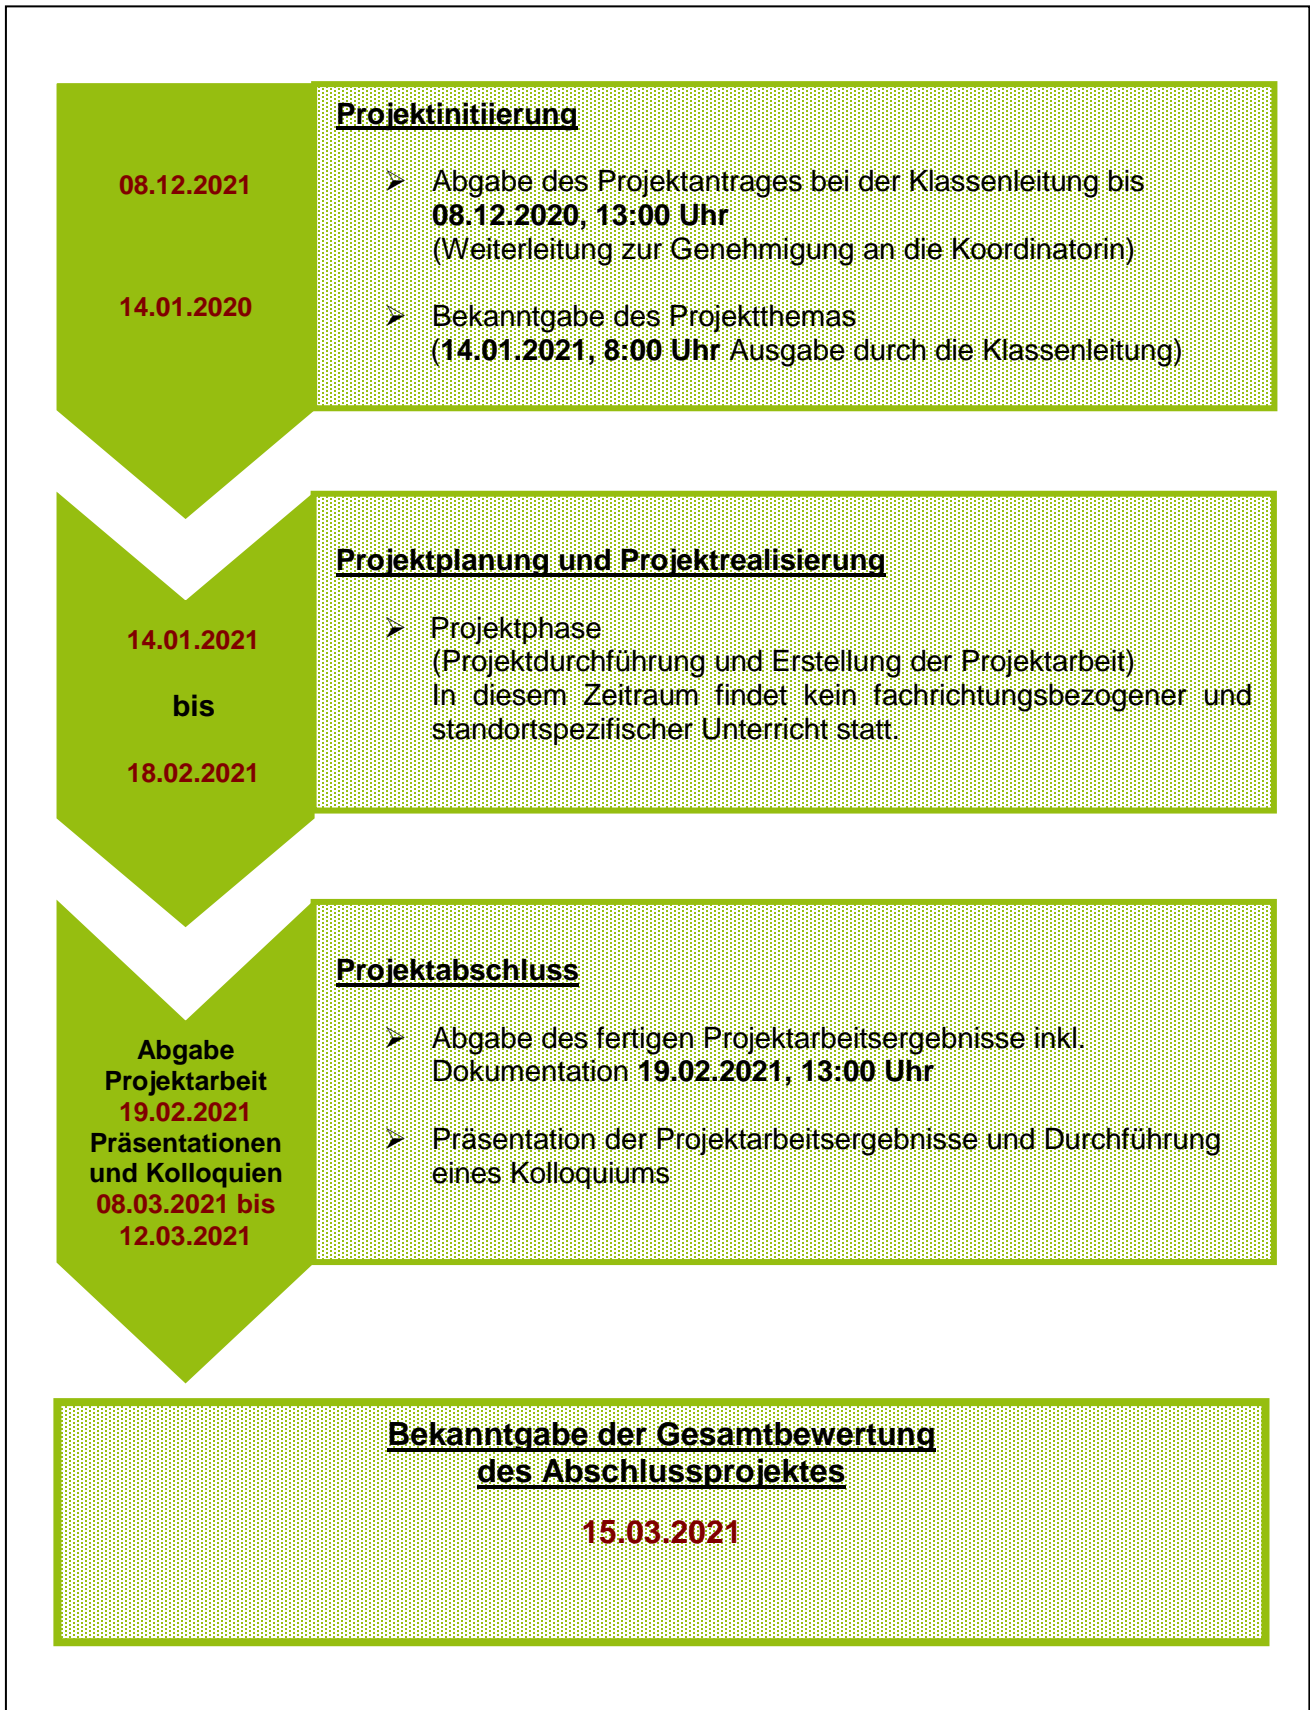 08.12.2021
14.01.2020
Projektinitiierung
➢ Abgabe des Projektantrages bei der Klassenleitung bis
08.12.2020, 13:00 Uhr
(Weiterleitung zur Genehmigung an die Koordinatorin)
➢ Bekanntgabe des Projektthemas
(14.01.2021, 8:00 Uhr Ausgabe durch die Klassenleitung)
14.01.2021
bis
18.02.2021
Projektplanung und Projektrealisierung
➢ Projektphase
(Projektdurchführung und Erstellung der Projektarbeit)
In diesem Zeitraum findet kein fachrichtungsbezogener und
standortspezifischer Unterricht statt.
Abgabe
Projektarbeit
19.02.2021
Präsentationen
und Kolloquien
08.03.2021 bis
12.03.2021
Projektabschluss
➢ Abgabe des fertigen Projektarbeitsergebnisse inkl.
Dokumentation 19.02.2021, 13:00 Uhr
➢ Präsentation der Projektarbeitsergebnisse und Durchführung
eines Kolloquiums
Bekanntgabe der Gesamtbewertung
des Abschlussprojektes
15.03.2021